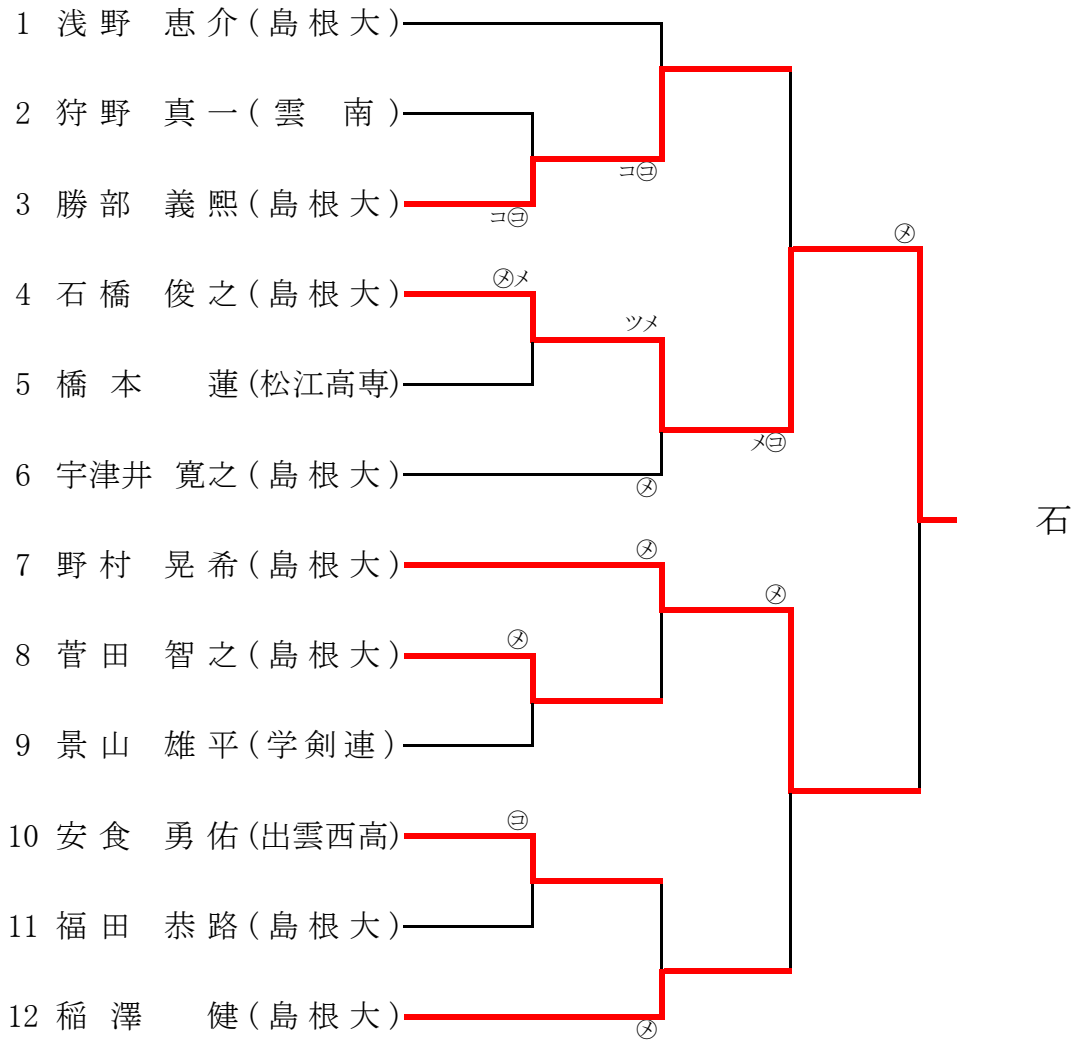 1 浅野 恵介(島根大)
2 狩野 真一(雲 南)
コ㋙
3 勝部 義熙(島根大)
コ㋙
㋱
4 石橋 俊之(島根大)
㋱メ
ツメ
5 橋本 蓮(松江高専)
メ㋙
6 宇津井 寛之(島根大)
㋱
石
7 野村 晃希(島根大)
㋱
㋱
8 菅田 智之(島根大)
㋱
9 景山 雄平(学剣連)
10 安食 勇佑(出雲西高)
㋙
11 福田 恭路(島根大)
12 稲澤 健(島根大)
㋱